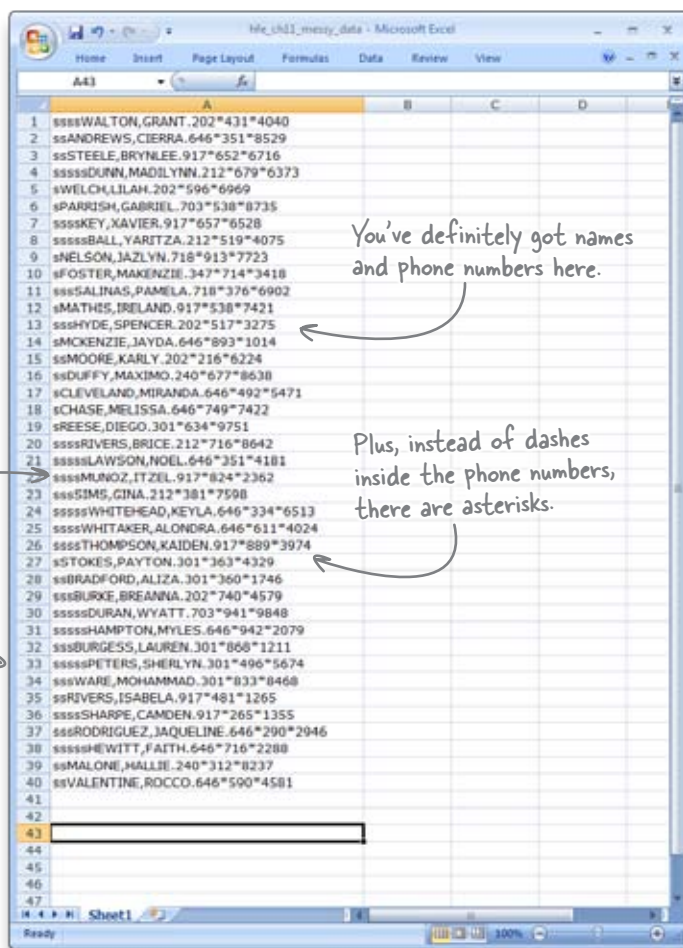 hfe_ch11_messy_data - Microsoft Excel
Home Insert Page Layout Formulas Data Review View
A43 fx
A B C D
1 ssssWALTON,GRANT.202*431*4040
2 ssANDREWS,CIERRA.646*351*8529
3 ssSTEELE,BRYNLEE.917*652*6716
4 sssssDUNN,MADILYNN.212*679*6373
5 sWELCH,LILAH.202*596*6969
6 sPARRISH,GABRIEL.703*538*8735
7 ssssKEY,XAVIER.917*657*6528
8 sssssBALL,YARITZA.212*519*4075
9 sNELSON,JAZLYN.718*913*7723
10 sFOSTER,MAKENZIE.347*714*3418
11 sssSALINAS,PAMELA.718*376*6902
12 sMATHIS,IRELAND.917*538*7421
13 sssHYDE,SPENCER.202*517*3275
14 sMCKENZIE,JAYDA.646*893*1014
15 ssMOORE,KARLY.202*216*6224
16 ssDUFFY,MAXIMO.240*677*8638
17 sCLEVELAND,MIRANDA.646*492*5471
18 sCHASE,MELISSA.646*749*7422
19 sREESE,DIEGO.301*634*9751
20 ssssRIVERS,BRICE.212*716*8642
21 sssssLAWSON,NOEL.646*351*4181
22 ssssMUNOZ,ITZEL.917*824*2362
23 sssSIMS,GINA.212*381*7598
24 sssssWHITEHEAD,KEYLA.646*334*6513
25 ssssWHITAKER,ALONDRA.646*611*4024
26 ssssTHOMPSON,KAIDEN.917*889*3974
27 sSTOKES,PAYTON.301*363*4329
28 ssBRADFORD,ALIZA.301*360*1746
29 sssBURKE,BREANNA.202*740*4579
30 sssssDURAN,WYATT.703*941*9848
31 sssssHAMPTON,MYLES.646*942*2079
32 sssBURGESS,LAUREN.301*868*1211
33 sssssPETERS,SHERLYN.301*496*5674
34 sssWARE,MOHAMMAD.301*833*8468
35 ssRIVERS,ISABELA.917*481*1265
36 ssssSHARPE,CAMDEN.917*265*1355
37 sssRODRIGUEZ,JAQUELINE.646*290*2946
38 sssssHEWITT,FAITH.646*716*2288
39 ssMALONE,HALLIE.240*312*8237
40 ssVALENTINE,ROCCO.646*590*4581
41
42
43
44
45
46
47
You've definitely got names
and phone numbers here.
Plus, instead of dashes
inside the phone numbers,
there are asterisks.
Sheet1
Ready 100%